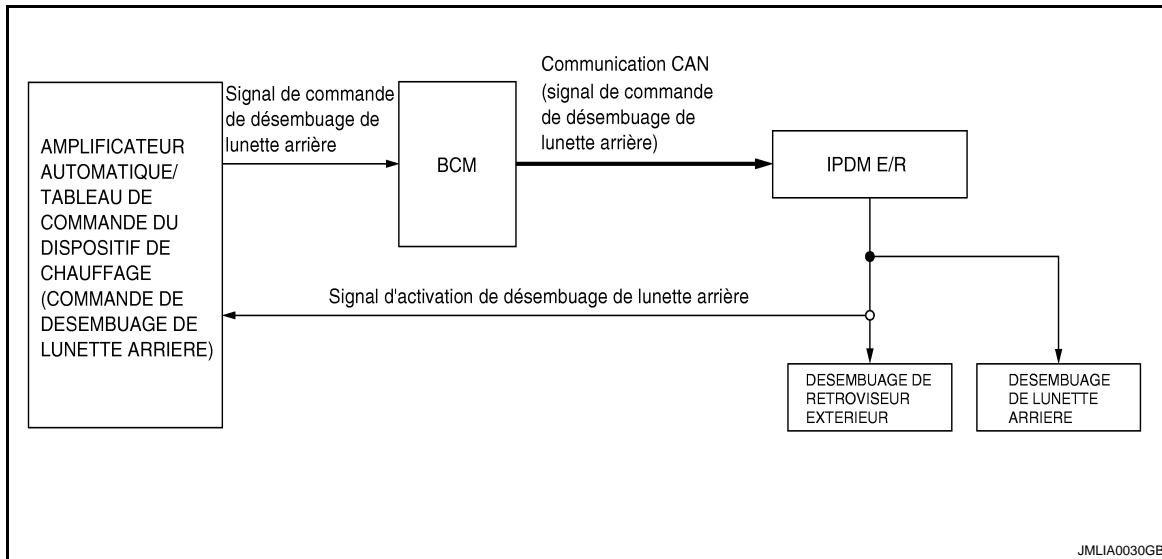 AMPLIFICATEUR
AUTOMATIQUE/
TABLEAU DE
COMMANDE DU
DISPOSITIF DE
CHAUFFAGE
(COMMANDE DE
DESEMBUAGE DE
LUNETTE ARRIERE)
Signal de commande
de désembuage de
lunette arrière
BCM
Communication CAN
(signal de commande
de désembuage de
lunette arrière)
IPDM E/R
Signal d'activation de désembuage de lunette arrière
DESEMBUAGE DE
RETROVISEUR
EXTERIEUR
DESEMBUAGE
DE LUNETTE
ARRIERE
JMLIA0030GB